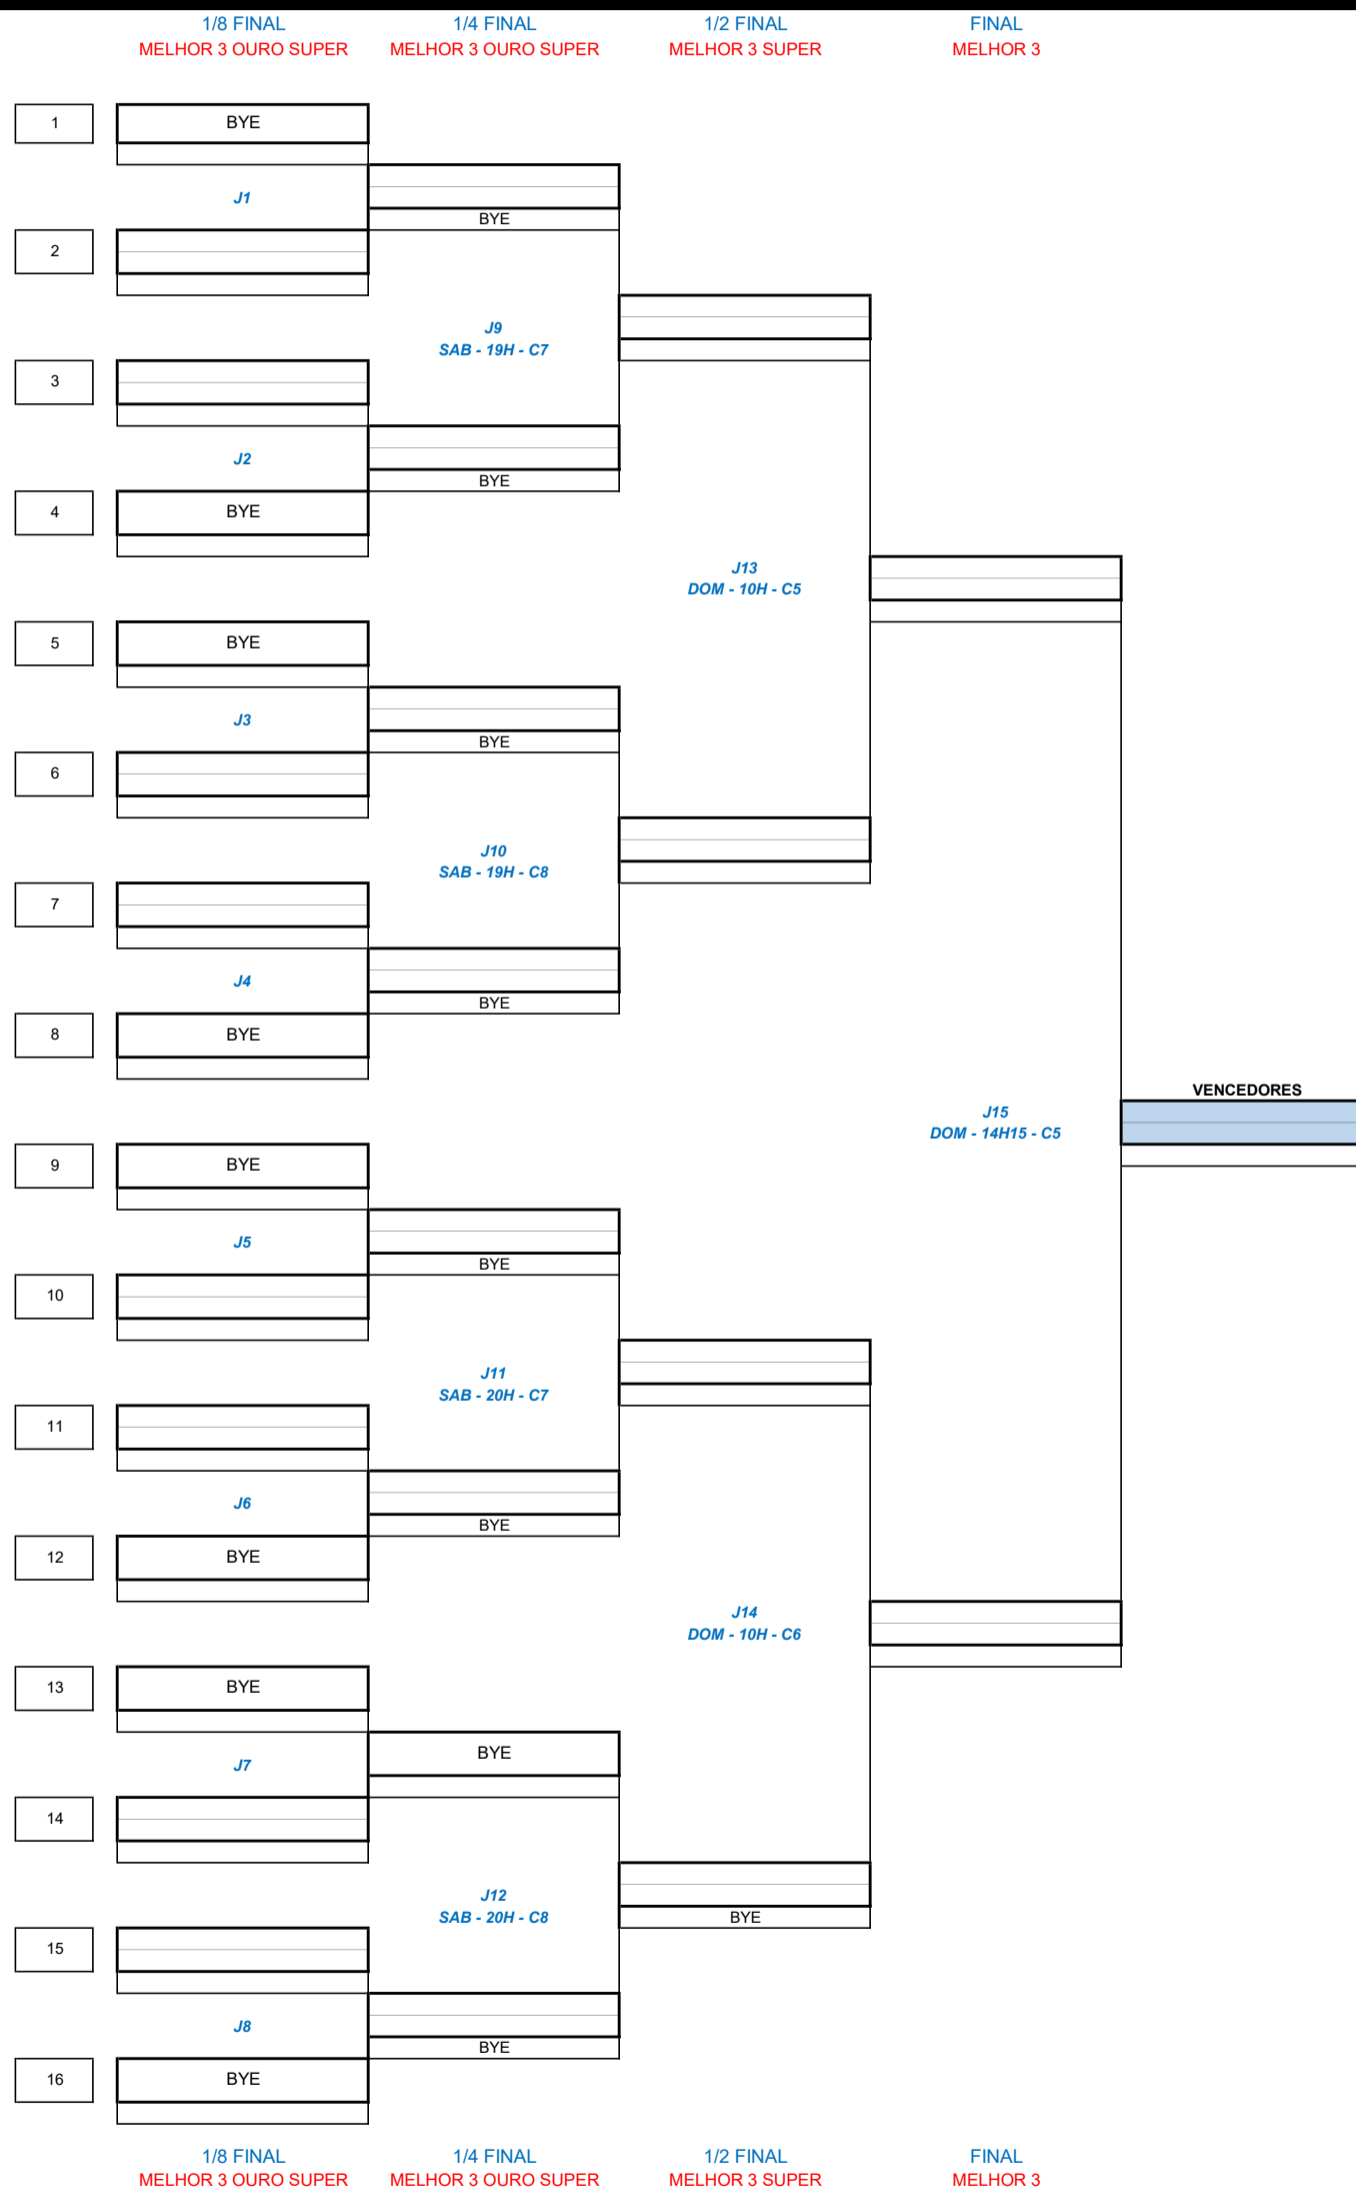 1/8 FINAL 1/4 FINAL 1/2 FINAL FINAL
MELHOR 3 OURO SUPER MELHOR 3 OURO SUPER MELHOR 3 SUPER MELHOR 3
1 BYE
J1
BYE
2
J9
SAB - 19H - C7
3
J2
BYE
4 BYE
J13
DOM - 10H - C5
5 BYE
J3
BYE
6
J10
SAB - 19H - C8
7
J4
BYE
8 BYE
VENCEDORES
J15
DOM - 14H15 - C5
9 BYE
J5
BYE
10
J11
SAB - 20H - C7
11
J6
BYE
12 BYE
J14
DOM - 10H - C6
13 BYE
J7
BYE
14
J12
SAB - 20H - C8
BYE
15
J8
BYE
16 BYE
1/8 FINAL 1/4 FINAL 1/2 FINAL FINAL
MELHOR 3 OURO SUPER MELHOR 3 OURO SUPER MELHOR 3 SUPER MELHOR 3